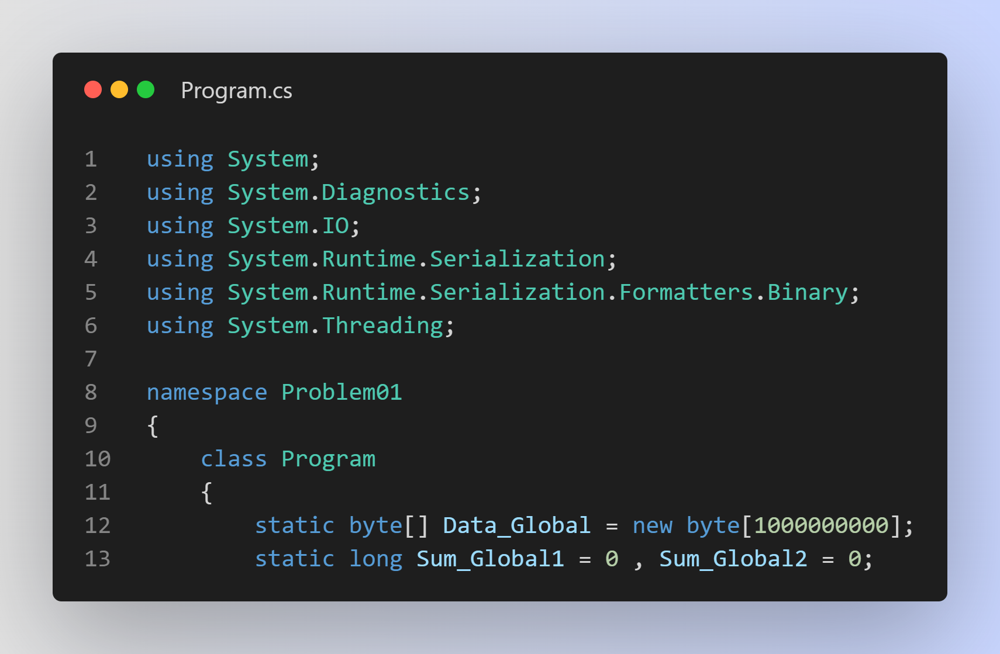 Program.cs
1 using System;
2 using System.Diagnostics;
3 using System.IO;
4 using System.Runtime.Serialization;
5 using System.Runtime.Serialization.Formatters.Binary;
6 using System.Threading;
7
8 namespace Problem01
9 {
10     class Program
11     {
12         static byte[] Data_Global = new byte[1000000000];
13         static long Sum_Global1 = 0 , Sum_Global2 = 0;